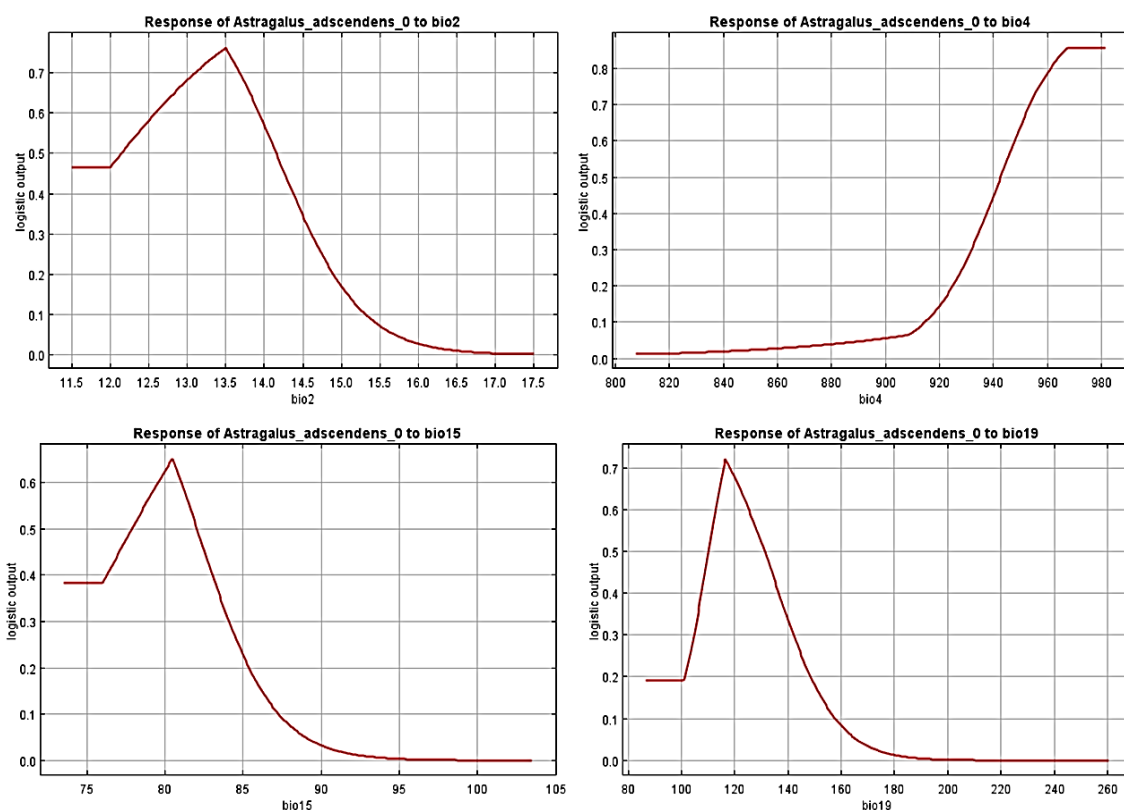 Response of Astragalus_adscendens_0 to bio2
logistic output
0.7
0.6
0.5
0.4
0.3
0.2
0.1
0.0
11.5 12.0 12.5 13.0 13.5 14.0 14.5 15.0 15.5 16.0 16.5 17.0 17.5
bio2
Response of Astragalus_adscendens_0 to bio4
logistic output
0.8
0.7
0.6
0.5
0.4
0.3
0.2
0.1
0.0
800 820 840 860 880 900 920 940 960 980
bio4
Response of Astragalus_adscendens_0 to bio15
logistic output
0.6
0.5
0.4
0.3
0.2
0.1
0.0
75 80 85 90 95 100 105
bio15
Response of Astragalus_adscendens_0 to bio19
logistic output
0.7
0.6
0.5
0.4
0.3
0.2
0.1
0.0
80 100 120 140 160 180 200 220 240 260
bio19